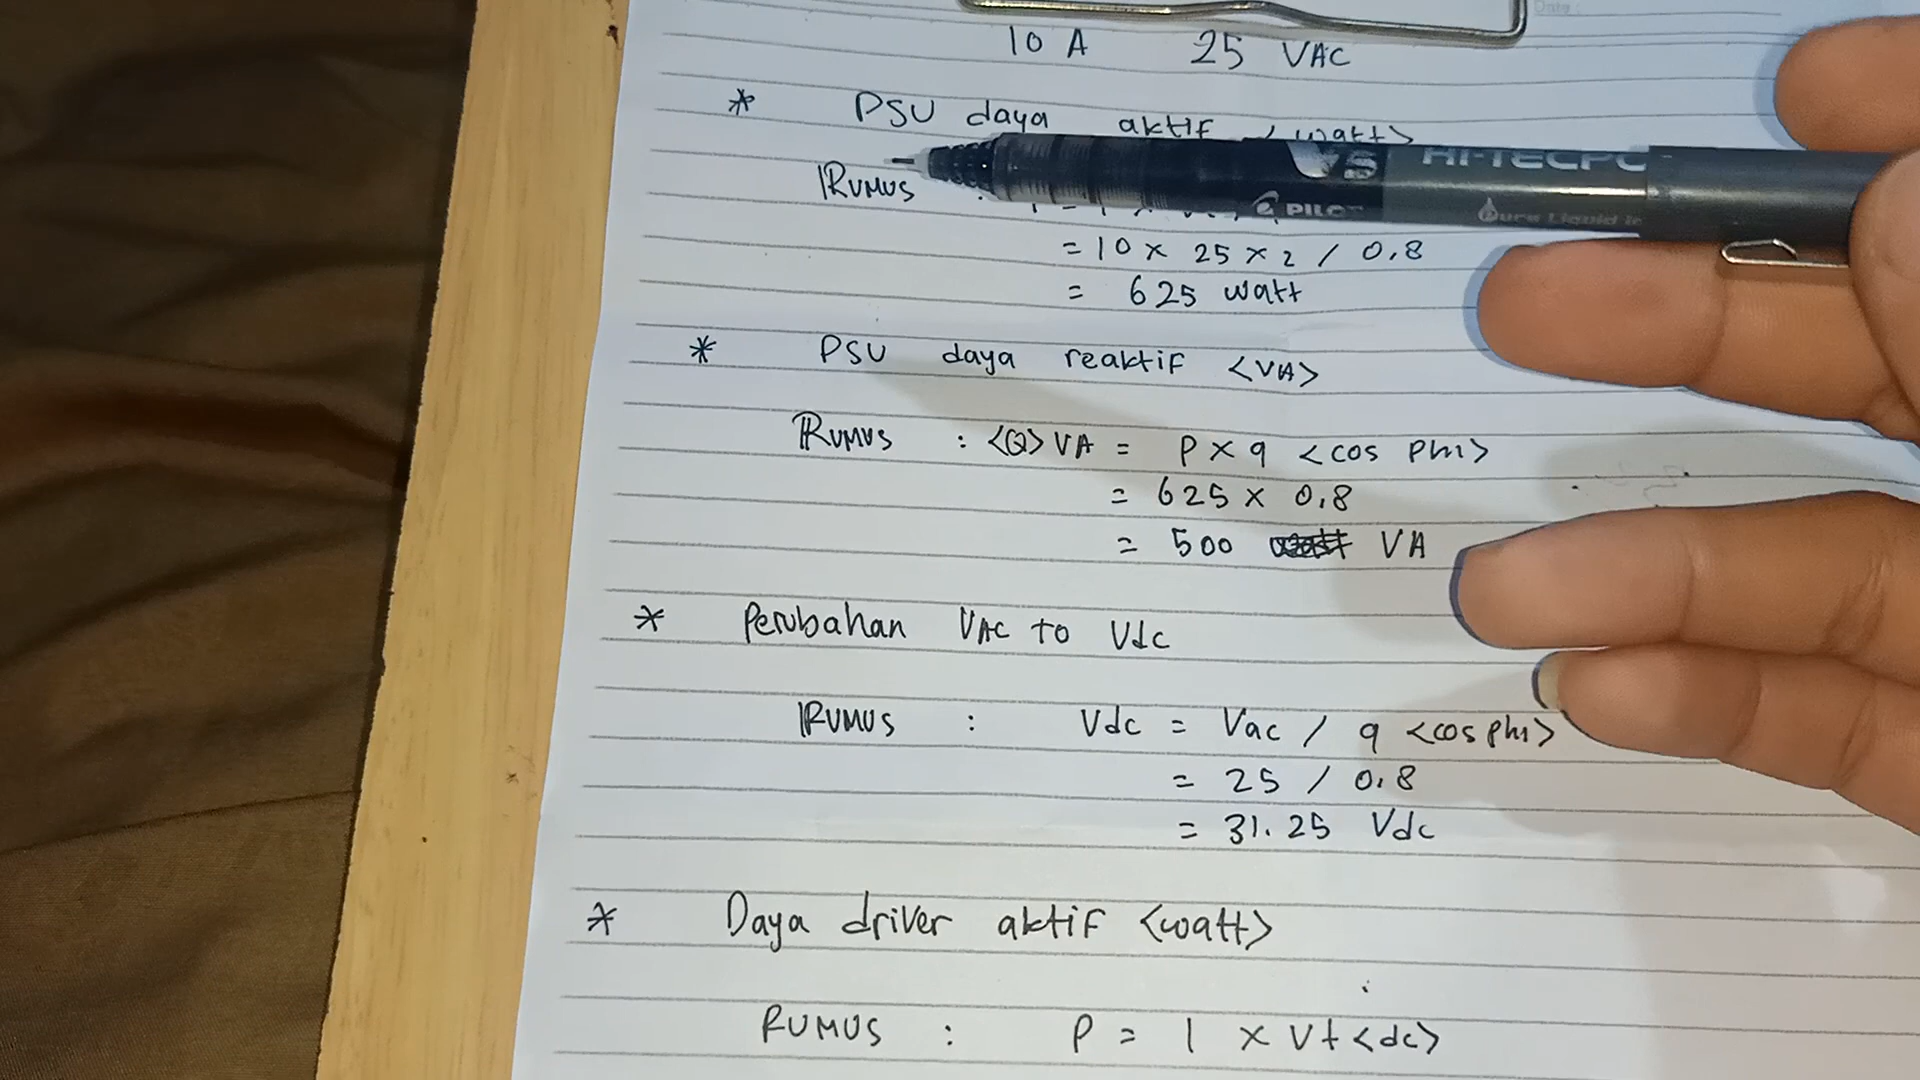 10 A 25 VAC
* PSU daya aktif <watt>
RUMUS :
HI-TECPO
V5
PILOT
= 10 x 25 x 2 / 0,8
= 625 watt
* PSU daya reaktif <VA>
RUMUS : <Q> VA = P x q <cos phi>
= 625 x 0,8
= 500 VA
* Perubahan VAC to Vdc
RUMUS : Vdc = Vac / q <cos phi>
= 25 / 0,8
= 31.25 Vdc
* Daya driver aktif <watt>
RUMUS : P = I x Vt <dc>